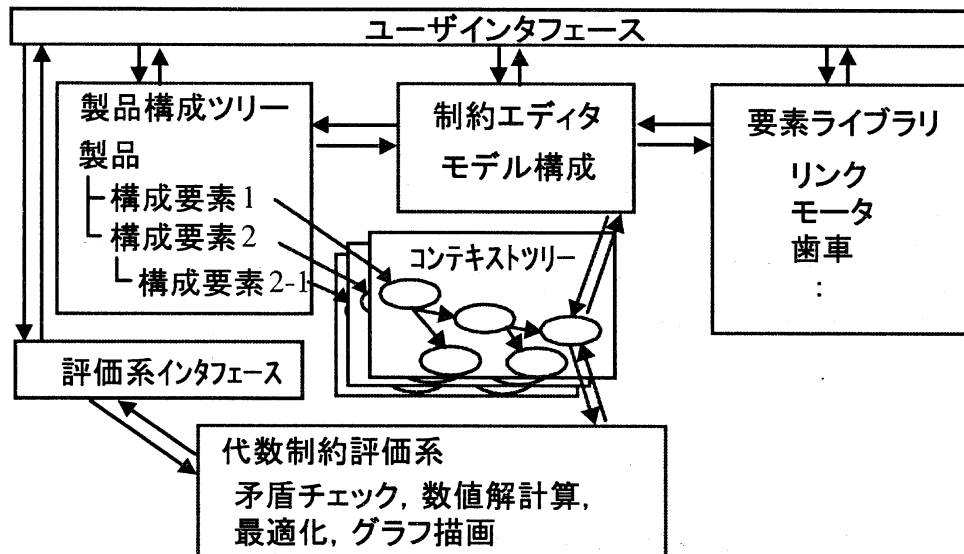 ユーザインタフェース
製品構成ツリー
製品
構成要素1
構成要素2
構成要素2-1
制約エディタ
モデル構成
要素ライブラリ
リンク
モータ
歯車
:
コンテキストツリー
評価系インタフェース
代数制約評価系
矛盾チェック, 数値解計算,
最適化, グラフ描画